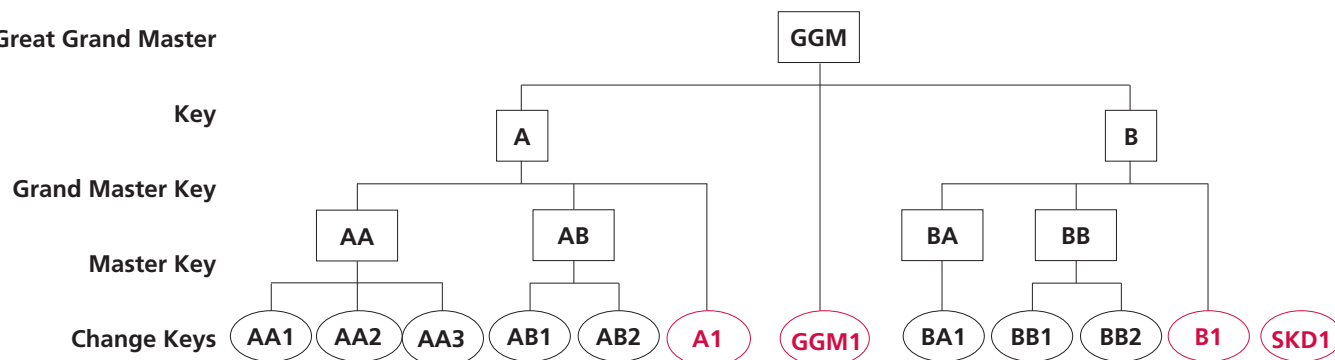 Great Grand Master
GGM
Key
A
B
Grand Master Key
AA
AB
BA
BB
Master Key
Change Keys
AA1
AA2
AA3
AB1
AB2
A1
GGM1
BA1
BB1
BB2
B1
SKD1